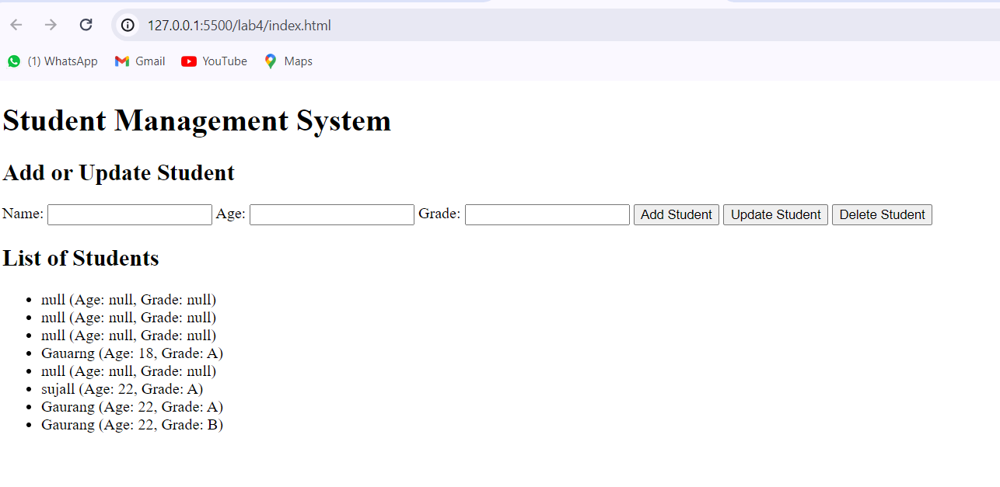 127.0.0.1:5500/lab4/index.html
(1) WhatsApp Gmail YouTube Maps
Student Management System
Add or Update Student
Name: Age: Grade: Add Student Update Student Delete Student
List of Students
null (Age: null, Grade: null)
null (Age: null, Grade: null)
null (Age: null, Grade: null)
Gauarng (Age: 18, Grade: A)
null (Age: null, Grade: null)
sujall (Age: 22, Grade: A)
Gaurang (Age: 22, Grade: A)
Gaurang (Age: 22, Grade: B)